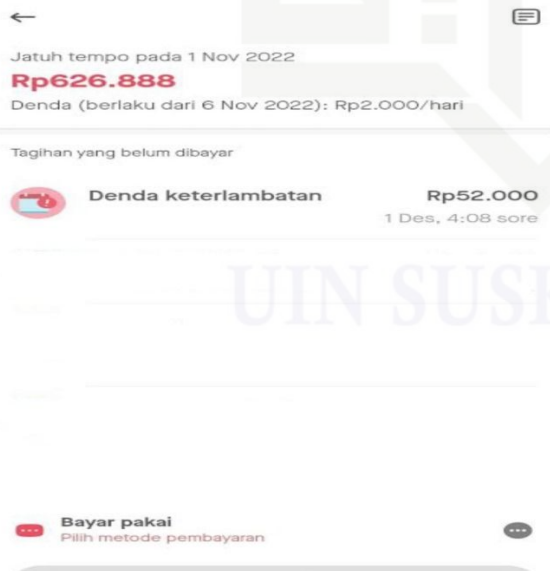 Jatuh tempo pada 1 Nov 2022
Rp626.888
Denda (berlaku dari 6 Nov 2022): Rp2.000/hari
Tagihan yang belum dibayar
Denda keterlambatan Rp52.000
1 Des, 4:08 sore
UIN SUS
Bayar pakai
Pilih metode pembayaran